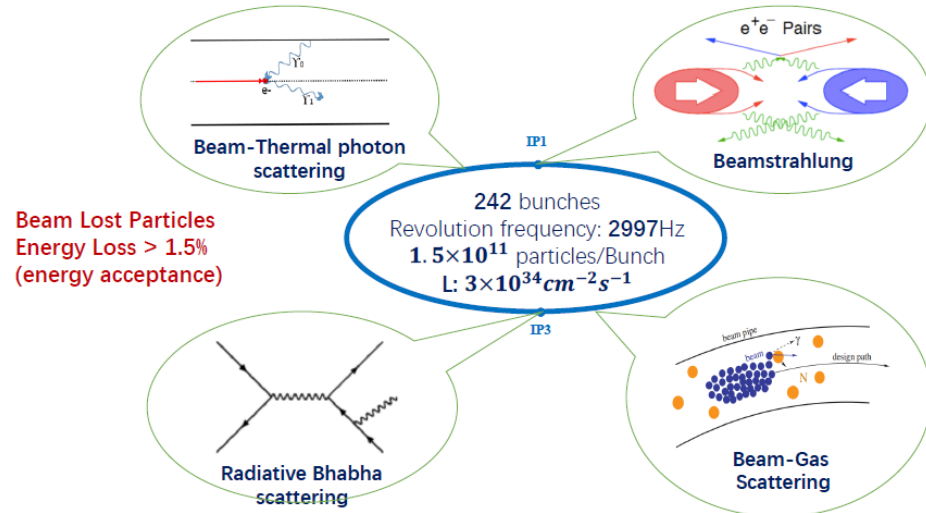 e⁺e⁻ Pairs
γ₀
e-
γ₁
Beam-Thermal photon
scattering
Beamstrahlung
IP1
242 bunches
Revolution frequency: 2997Hz
1.5×10¹¹ particles/Bunch
L: 3×10³⁴cm⁻²s⁻¹
Beam Lost Particles
Energy Loss > 1.5%
(energy acceptance)
IP3
beam pipe
γ
beam
design path
N
Radiative Bhabha
scattering
Beam-Gas
Scattering